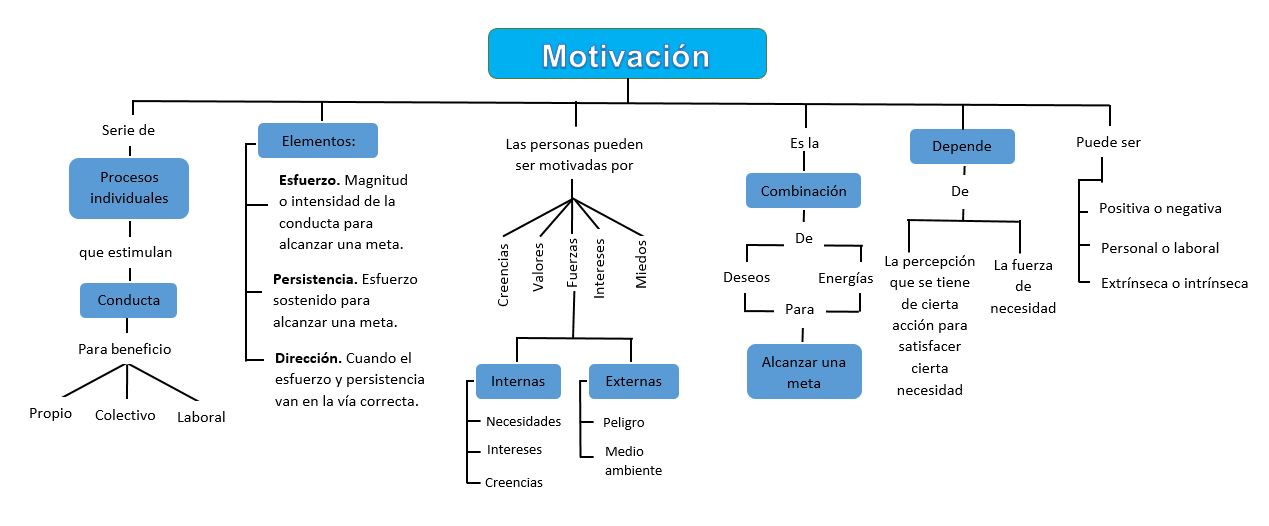 Motivación
Serie de
Procesos
individuales
que estimulan
Conducta
Para beneficio
Propio
Colectivo
Laboral
Elementos:
Esfuerzo. Magnitud
o intensidad de la
conducta para
alcanzar una meta.
Persistencia. Esfuerzo
sostenido para
alcanzar una meta.
Dirección. Cuando el
esfuerzo y persistencia
van en la vía correcta.
Las personas pueden
ser motivadas por
Creencias
Valores
Fuerzas
Intereses
Miedos
Internas
Necesidades
Intereses
Creencias
Externas
Peligro
Medio
ambiente
Es la
Combinación
De
Deseos
Energías
Para
Alcanzar una
meta
Depende
De
La percepción
que se tiene
de cierta
acción para
satisfacer
cierta
necesidad
La fuerza
de
necesidad
Puede ser
Positiva o negativa
Personal o laboral
Extrínseca o intrínseca